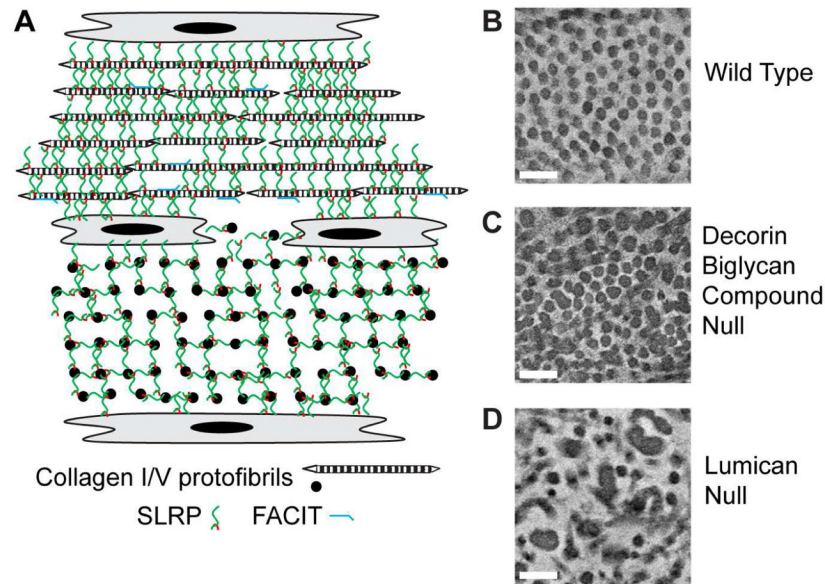 A
B
Wild Type
C
Decorin
Biglycan
Compound
Null
D
Lumican
Null
Collagen I/V protofibrils
SLRP FACIT